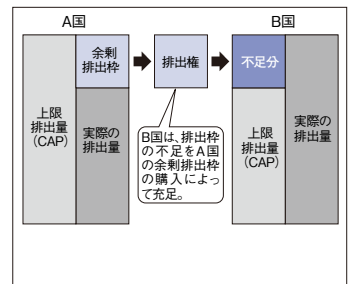 A国
B国
余剰
排出枠
排出権
不足分
上限
排出量
(CAP)
実際の
排出量
B国は、排出枠
の不足をA国
の余剰排出枠
の購入によっ
て充足。
上限
排出量
(CAP)
実際の
排出量